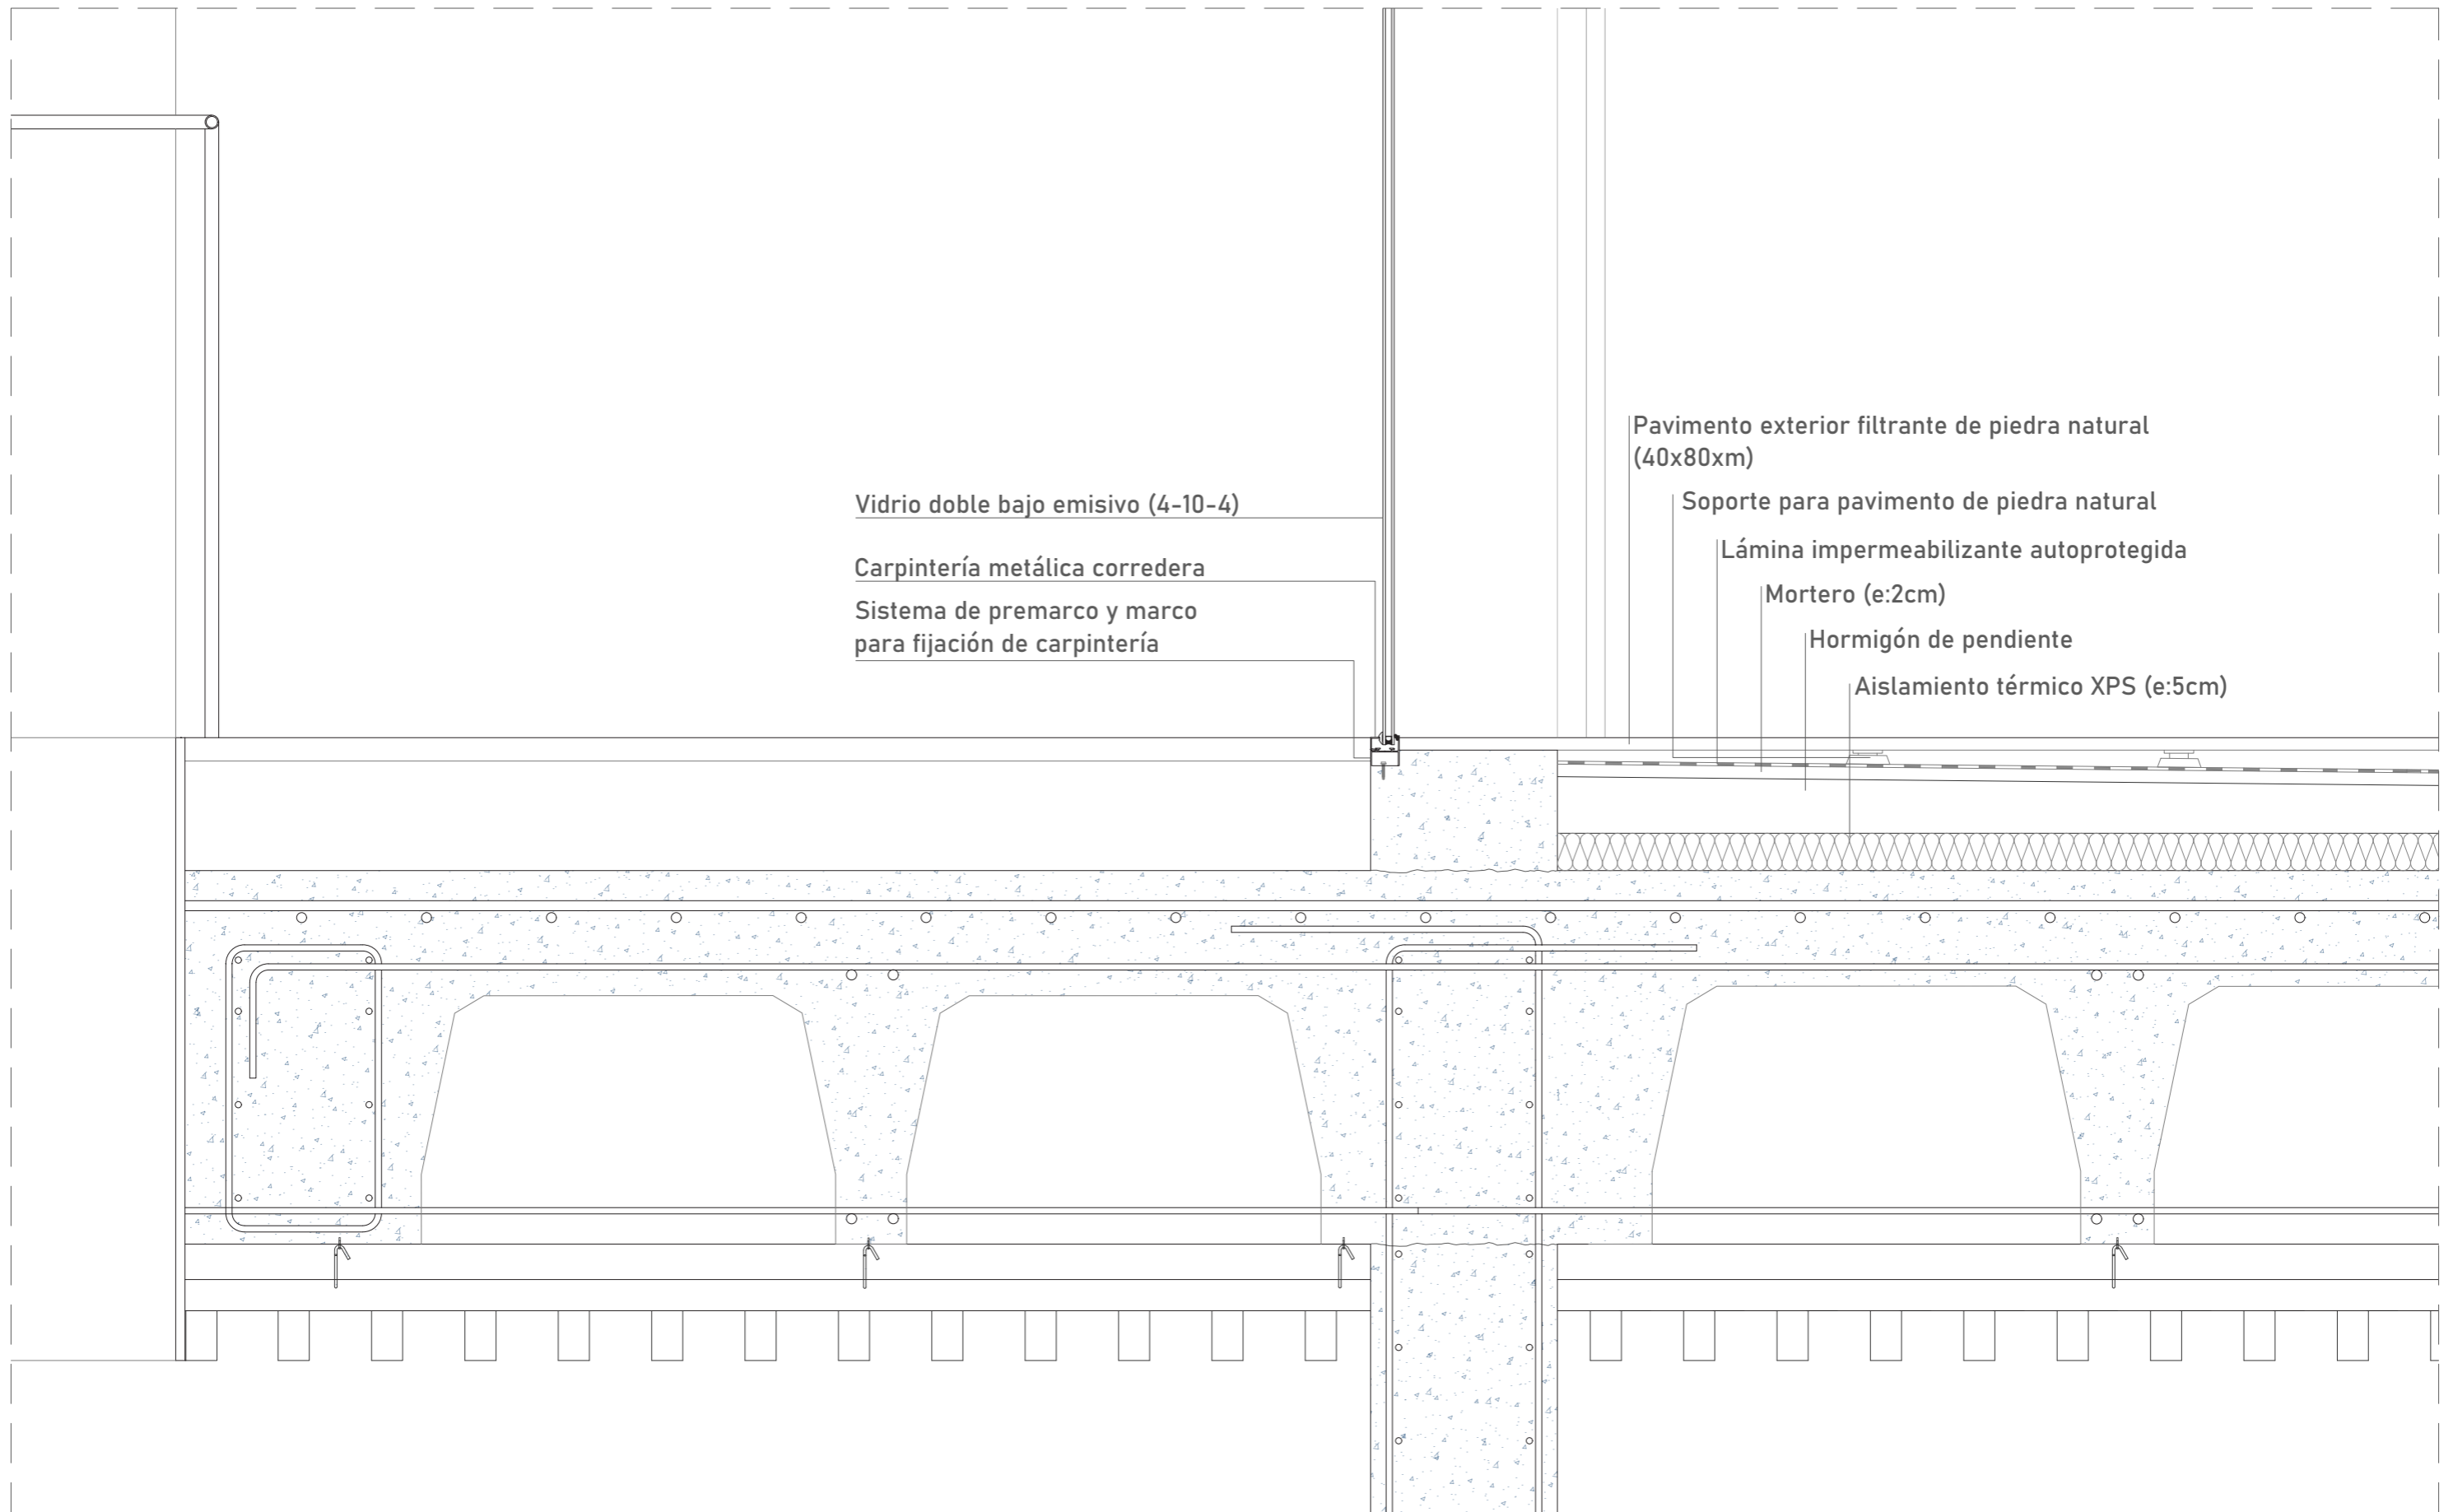 Vidrio doble bajo emisivo (4-10-4)
Carpintería metálica corredera
Sistema de premarco y marco
para fijación de carpintería
Pavimento exterior filtrante de piedra natural
(40x80xm)
Soporte para pavimento de piedra natural
Lámina impermeabilizante autoprotegida
Mortero (e:2cm)
Hormigón de pendiente
Aislamiento térmico XPS (e:5cm)